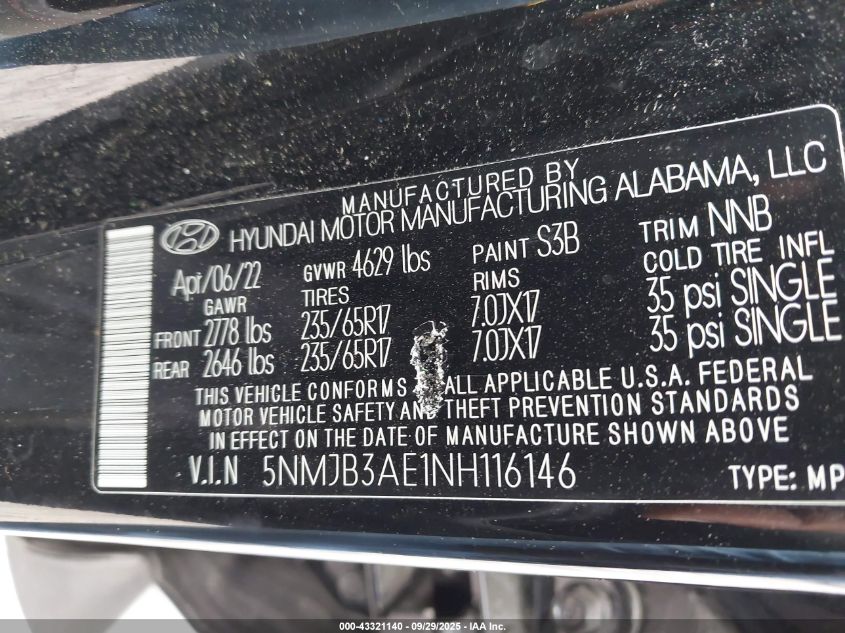 MANUFACTURED BY
HYUNDAI MOTOR MANUFACTURING ALABAMA, LLC
Apr/06/22 GVWR 4629 lbs PAINT S3B TRIM NNB
GAWR TIRES RIMS COLD TIRE INFL
FRONT 2778 lbs 235/65R17 7.0JX17 35 psi SINGLE
REAR 2646 lbs 235/65R17 7.0JX17 35 psi SINGLE
THIS VEHICLE CONFORMS ALL APPLICABLE U.S.A. FEDERAL
MOTOR VEHICLE SAFETY AND THEFT PREVENTION STANDARDS
IN EFFECT ON THE DATE OF MANUFACTURE SHOWN ABOVE
V.I.N 5NMJB3AE1NH116146 TYPE: MP
000-43321140 - 09/29/2025 - IAAI.COM